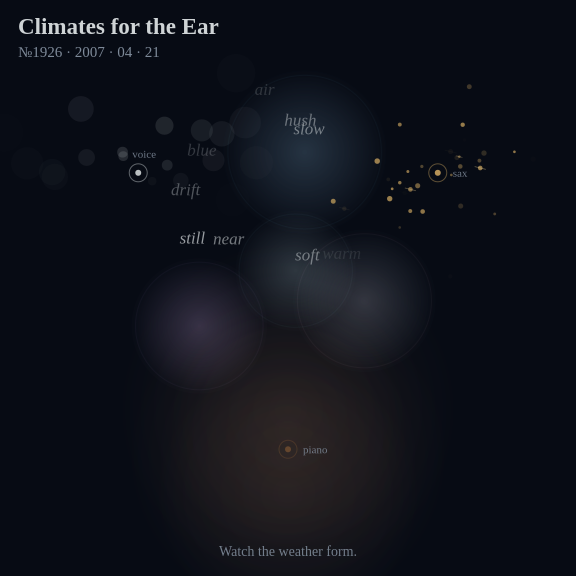 Climates for the Ear
№1926 · 2007 · 04 · 21
air
hush
slow
blue
voice
sax
drift
still near
soft warm
piano
Watch the weather form.